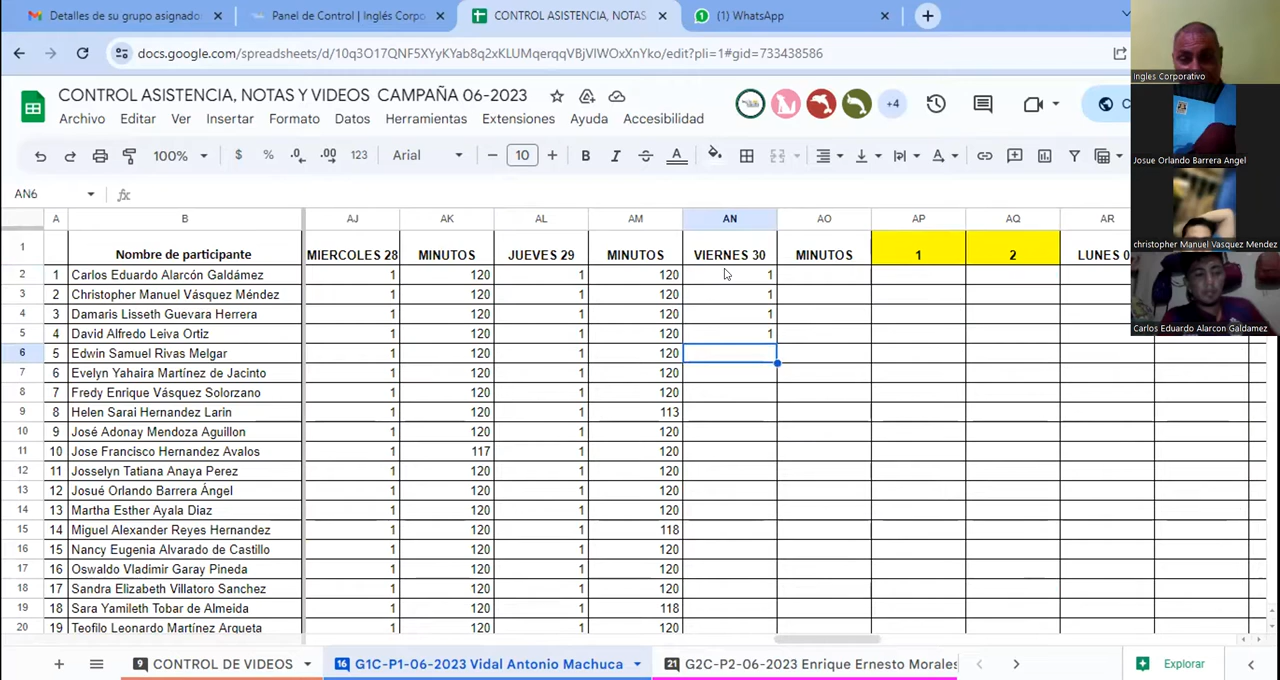 Detalles de su grupo asignado
Panel de Control | Inglés Corpo
CONTROL ASISTENCIA, NOTAS
(1) WhatsApp
docs.google.com/spreadsheets/d/10q3O17QNF5XYyKYab8q2xKLUMqerqqVBjVlWOxXnYko/edit?pli=1#gid=733438586
CONTROL ASISTENCIA, NOTAS Y VIDEOS CAMPAÑA 06-2023
Archivo Editar Ver Insertar Formato Datos Herramientas Extensiones Ayuda Accesibilidad
+4
100% $ % .0 .00 123 Arial 10 B I A
AN6 fx
A B AJ AK AL AM AN AO AP AQ AR
1 Nombre de participante MIERCOLES 28 MINUTOS JUEVES 29 MINUTOS VIERNES 30 MINUTOS 1 2 LUNES 0
2 1 Carlos Eduardo Alarcón Galdámez 1 120 1 120 1
3 2 Christopher Manuel Vásquez Méndez 1 120 1 120 1
4 3 Damaris Lisseth Guevara Herrera 1 120 1 120 1
5 4 David Alfredo Leiva Ortiz 1 120 1 120 1
6 5 Edwin Samuel Rivas Melgar 1 120 1 120
7 6 Evelyn Yahaira Martínez de Jacinto 1 120 1 120
8 7 Fredy Enrique Vásquez Solorzano 1 120 1 120
9 8 Helen Sarai Hernandez Larin 1 120 1 113
10 9 José Adonay Mendoza Aguillon 1 120 1 120
11 10 Jose Francisco Hernandez Avalos 1 117 1 120
12 11 Josselyn Tatiana Anaya Perez 1 120 1 120
13 12 Josué Orlando Barrera Ángel 1 120 1 120
14 13 Martha Esther Ayala Diaz 1 120 1 120
15 14 Miguel Alexander Reyes Hernandez 1 120 1 118
16 15 Nancy Eugenia Alvarado de Castillo 1 120 1 120
17 16 Oswaldo Vladimir Garay Pineda 1 120 1 120
18 17 Sandra Elizabeth Villatoro Sanchez 1 120 1 120
19 18 Sara Yamileth Tobar de Almeida 1 120 1 118
20 19 Teofilo Leonardo Martínez Arqueta 1 120 1 120
9 CONTROL DE VIDEOS
16 G1C-P1-06-2023 Vidal Antonio Machuca
21 G2C-P2-06-2023 Enrique Ernesto Morales
Explorar
Ingles Corporativo
Josue Orlando Barrera Angel
christopher Manuel Vasquez Mendez
Carlos Eduardo Alarcon Galdamez